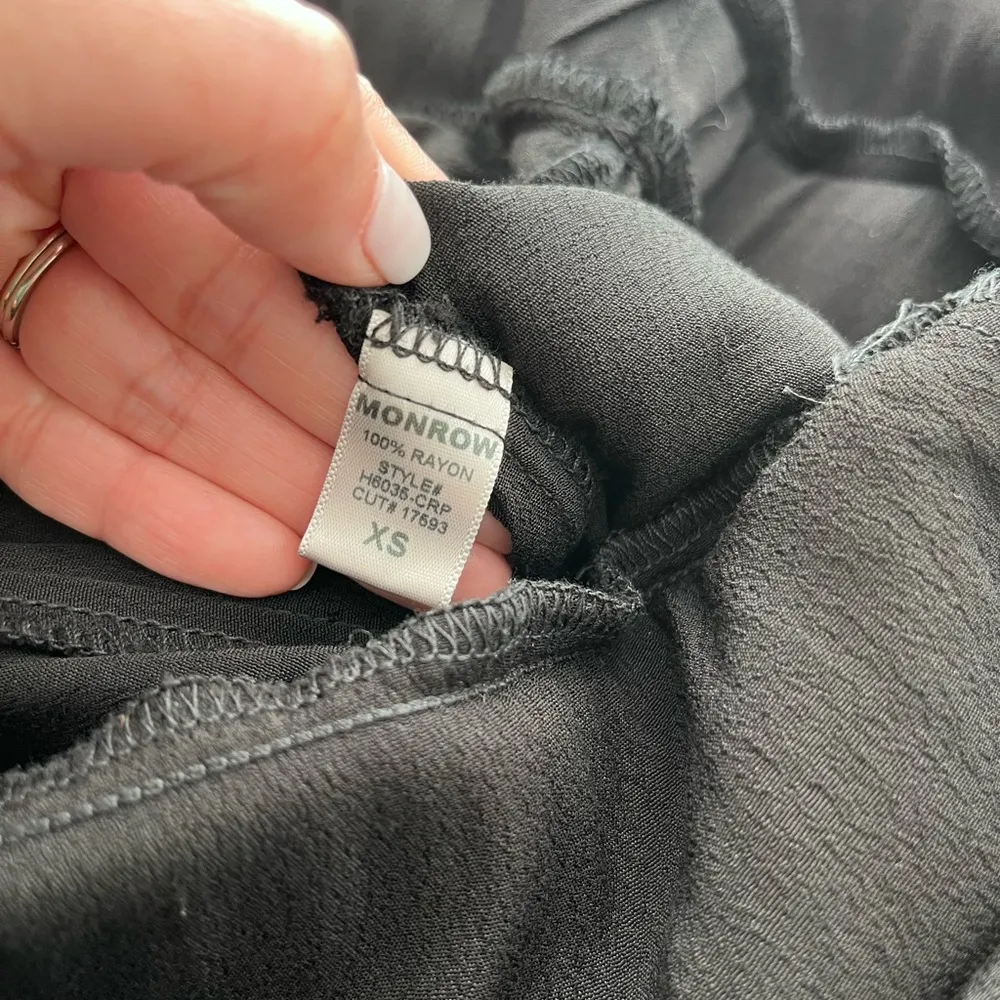 MONROW
100% RAYON
STYLE#
H6035-CRP
CUT# 17593
XS